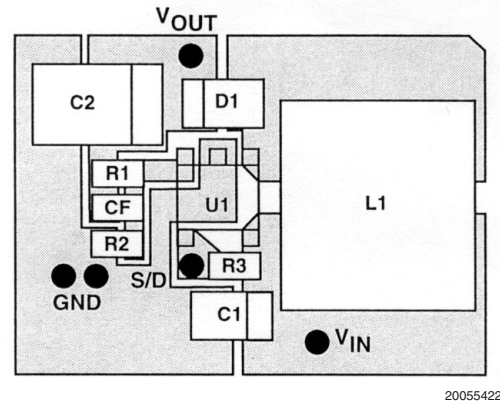 VOUT
C2
D1
R1
CF
U1
L1
R2
S/D
R3
GND
C1
VIN
20055422